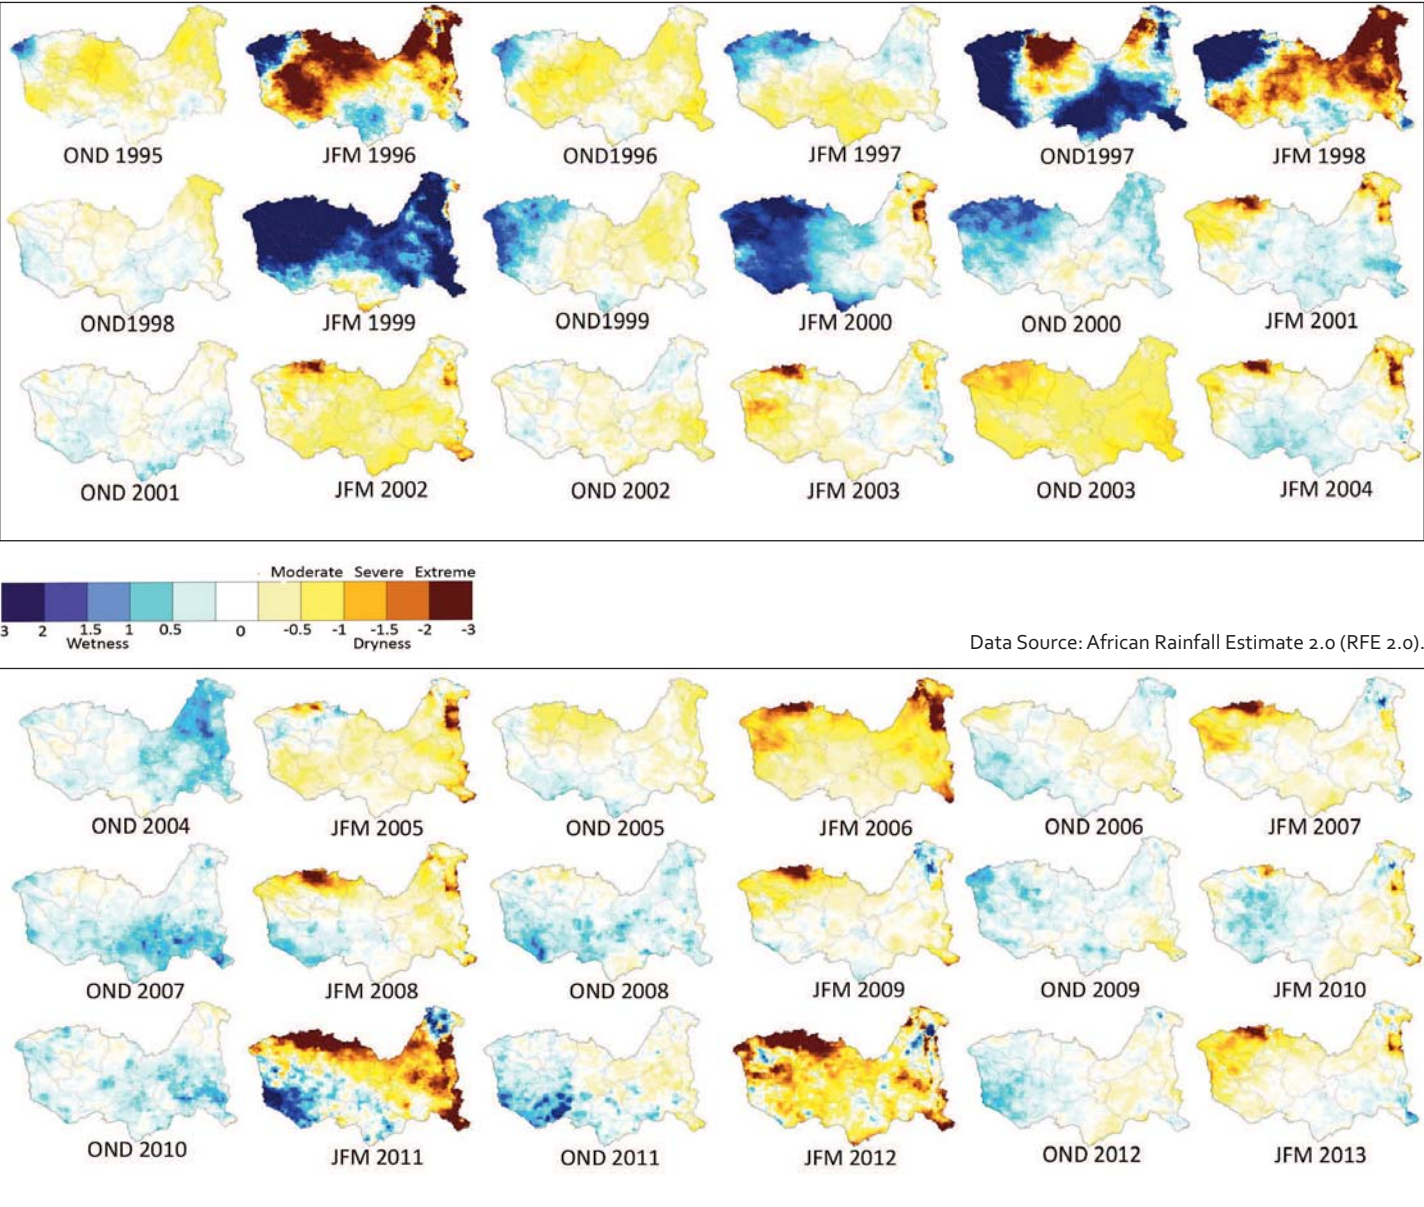 OND 1995 JFM 1996 OND1996 JFM 1997 OND1997 JFM 1998
OND1998 JFM 1999 OND1999 JFM 2000 OND 2000 JFM 2001
OND 2001 JFM 2002 OND 2002 JFM 2003 OND 2003 JFM 2004
Moderate Severe Extreme
3 2 1.5 1 0.5 0 -0.5 -1 -1.5 -2 -3
Wetness Dryness
Data Source: African Rainfall Estimate 2.0 (RFE 2.0).
OND 2004 JFM 2005 OND 2005 JFM 2006 OND 2006 JFM 2007
OND 2007 JFM 2008 OND 2008 JFM 2009 OND 2009 JFM 2010
OND 2010 JFM 2011 OND 2011 JFM 2012 OND 2012 JFM 2013